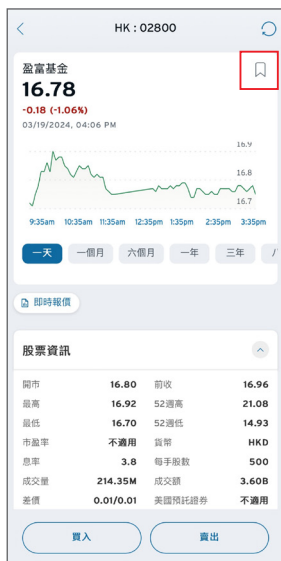 HK : 02800
盈富基金
16.78
-0.18 (-1.06%)
03/19/2024, 04:06 PM
16.9
16.8
16.7
9:35am 10:35am 11:35am 12:35pm 1:35pm 2:35pm 3:35pm
一天 一個月 六個月 一年 三年
即時報價
股票資訊
開市 16.80 前收 16.96
最高 16.92 52週高 21.08
最低 16.70 52週低 14.93
市盈率 不適用 貨幣 HKD
息率 3.8 每手股數 500
成交量 214.35M 成交額 3.60B
差價 0.01/0.01 美國預託證券 不適用
買入 賣出